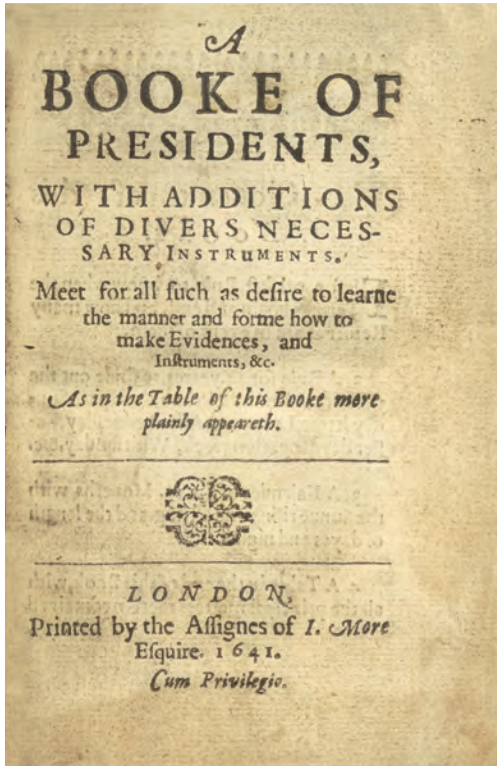 A
BOOKE OF
PRESIDENTS,
WITH ADDITIONS
OF DIVERS NECES-
SARY INSTRUMENTS.
Meet for all ſuch as deſire to learne
the manner and forme how to
make Evidences, and
Inſtruments, &c.
As in the Table of this Booke more
plainly appeareth.
LONDON,
Printed by the Aſſignes of I. More
Eſquire. 1641.
Cum Privilegio.